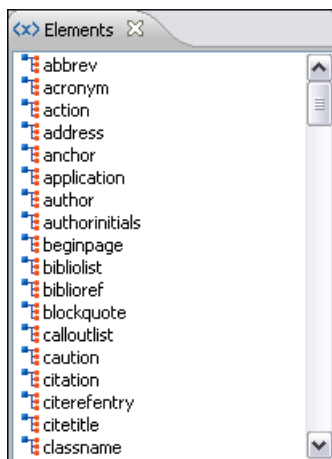 <x> Elements
abbrev
acronym
action
address
anchor
application
author
authorinitials
beginpage
bibliolist
biblioref
blockquote
calloutlist
caution
citation
citerefentry
citetitle
classname